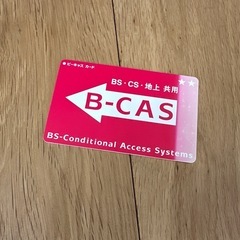 ビーキャス カード
BS・CS・地上 共用
B-CAS
BS-Conditional Access Systems